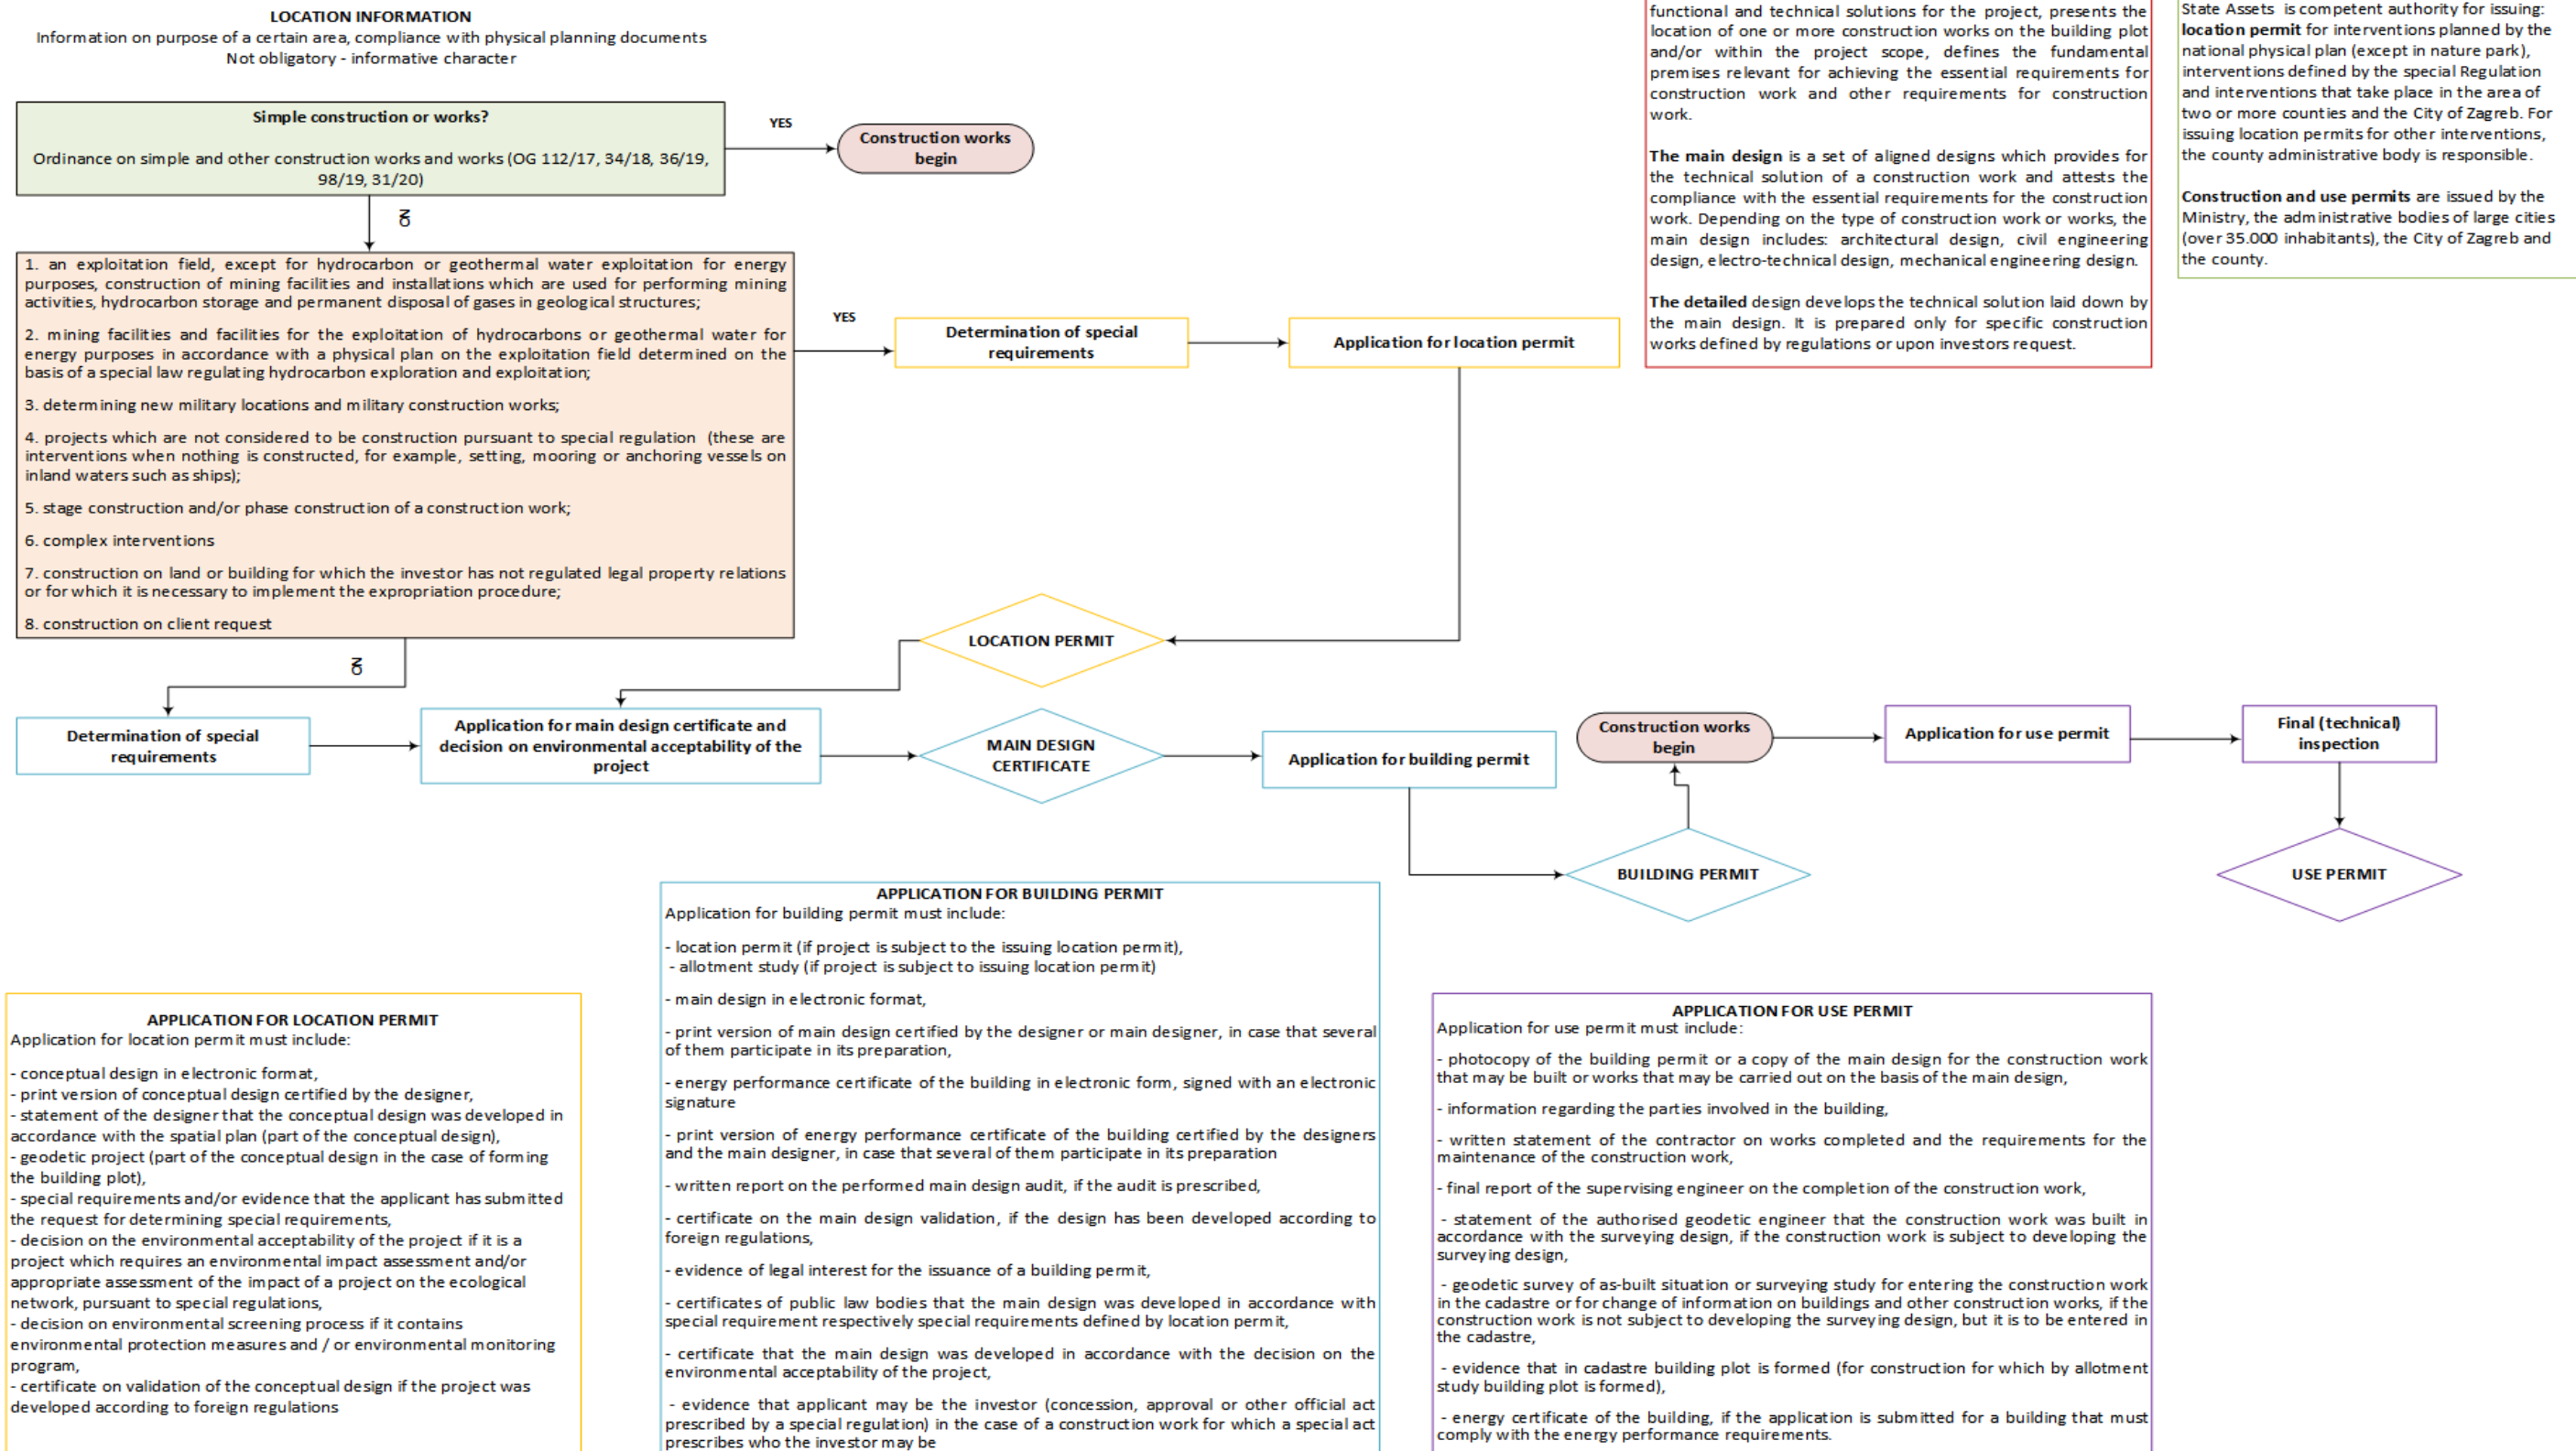 LOCATION INFORMATION
Information on purpose of a certain area, compliance with physical planning documents
Not obligatory - informative character
Simple construction or works?
Ordinance on simple and other construction works and works (OG 112/17, 34/18, 36/19,
98/19, 31/20)
YES
Construction works
begin
NO
1. an exploitation field, except for hydrocarbon or geothermal water exploitation for energy
purposes, construction of mining facilities and installations which are used for performing mining
activities, hydrocarbon storage and permanent disposal of gases in geological structures;
2. mining facilities and facilities for the exploitation of hydrocarbons or geothermal water for
energy purposes in accordance with a physical plan on the exploitation field determined on the
basis of a special law regulating hydrocarbon exploration and exploitation;
3. determining new military locations and military construction works;
4. projects which are not considered to be construction pursuant to special regulation (these are
interventions when nothing is constructed, for example, setting, mooring or anchoring vessels on
inland waters such as ships);
5. stage construction and/or phase construction of a construction work;
6. complex interventions
7. construction on land or building for which the investor has not regulated legal property relations
or for which it is necessary to implement the expropriation procedure;
8. construction on client request
YES
Determination of special
requirements
Application for location permit
functional and technical solutions for the project, presents the
location of one or more construction works on the building plot
and/or within the project scope, defines the fundamental
premises relevant for achieving the essential requirements for
construction work and other requirements for construction
work.
The main design is a set of aligned designs which provides for
the technical solution of a construction work and attests the
compliance with the essential requirements for the construction
work. Depending on the type of construction work or works, the
main design includes: architectural design, civil engineering
design, electro-technical design, mechanical engineering design.
The detailed design develops the technical solution laid down by
the main design. It is prepared only for specific construction
works defined by regulations or upon investors request.
State Assets is competent authority for issuing:
location permit for interventions planned by the
national physical plan (except in nature park),
interventions defined by the special Regulation
and interventions that take place in the area of
two or more counties and the City of Zagreb. For
issuing location permits for other interventions,
the county administrative body is responsible.
Construction and use permits are issued by the
Ministry, the administrative bodies of large cities
(over 35.000 inhabitants), the City of Zagreb and
the county.
LOCATION PERMIT
NO
Determination of special
requirements
Application for main design certificate and
decision on environmental acceptability of the
project
MAIN DESIGN
CERTIFICATE
Application for building permit
Construction works
begin
Application for use permit
Final (technical)
inspection
BUILDING PERMIT
USE PERMIT
APPLICATION FOR LOCATION PERMIT
Application for location permit must include:
- conceptual design in electronic format,
- print version of conceptual design certified by the designer,
- statement of the designer that the conceptual design was developed in
accordance with the spatial plan (part of the conceptual design),
- geodetic project (part of the conceptual design in the case of forming
the building plot),
- special requirements and/or evidence that the applicant has submitted
the request for determining special requirements,
- decision on the environmental acceptability of the project if it is a
project which requires an environmental impact assessment and/or
appropriate assessment of the impact of a project on the ecological
network, pursuant to special regulations,
- decision on environmental screening process if it contains
environmental protection measures and / or environmental monitoring
program,
- certificate on validation of the conceptual design if the project was
developed according to foreign regulations
APPLICATION FOR BUILDING PERMIT
Application for building permit must include:
- location permit (if project is subject to the issuing location permit),
- allotment study (if project is subject to issuing location permit)
- main design in electronic format,
- print version of main design certified by the designer or main designer, in case that several
of them participate in its preparation,
- energy performance certificate of the building in electronic form, signed with an electronic
signature
- print version of energy performance certificate of the building certified by the designers
and the main designer, in case that several of them participate in its preparation
- written report on the performed main design audit, if the audit is prescribed,
- certificate on the main design validation, if the design has been developed according to
foreign regulations,
- evidence of legal interest for the issuance of a building permit,
- certificates of public law bodies that the main design was developed in accordance with
special requirement respectively special requirements defined by location permit,
- certificate that the main design was developed in accordance with the decision on the
environmental acceptability of the project,
- evidence that applicant may be the investor (concession, approval or other official act
prescribed by a special regulation) in the case of a construction work for which a special act
prescribes who the investor may be
APPLICATION FOR USE PERMIT
Application for use permit must include:
- photocopy of the building permit or a copy of the main design for the construction work
that may be built or works that may be carried out on the basis of the main design,
- information regarding the parties involved in the building,
- written statement of the contractor on works completed and the requirements for the
maintenance of the construction work,
- final report of the supervising engineer on the completion of the construction work,
- statement of the authorised geodetic engineer that the construction work was built in
accordance with the surveying design, if the construction work is subject to developing the
surveying design,
- geodetic survey of as-built situation or surveying study for entering the construction work
in the cadastre or for change of information on buildings and other construction works, if the
construction work is not subject to developing the surveying design, but it is to be entered in
the cadastre,
- evidence that in cadastre building plot is formed (for construction for which by allotment
study building plot is formed),
- energy certificate of the building, if the application is submitted for a building that must
comply with the energy performance requirements.